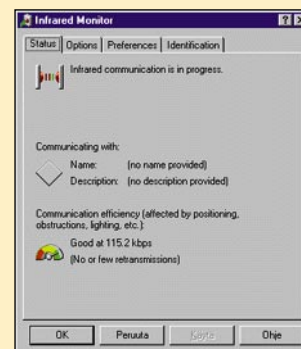 Infrared Monitor
Status Options Preferences Identification
Infrared communication is in progress.
Communicating with:
Name: (no name provided)
Description: (no description provided)
Communication efficiency (affected by positioning,
obstructions, lighting, etc.):
Good at 115.2 kbps
(No or few retransmissions)
OK Peruuta Käytä Ohje